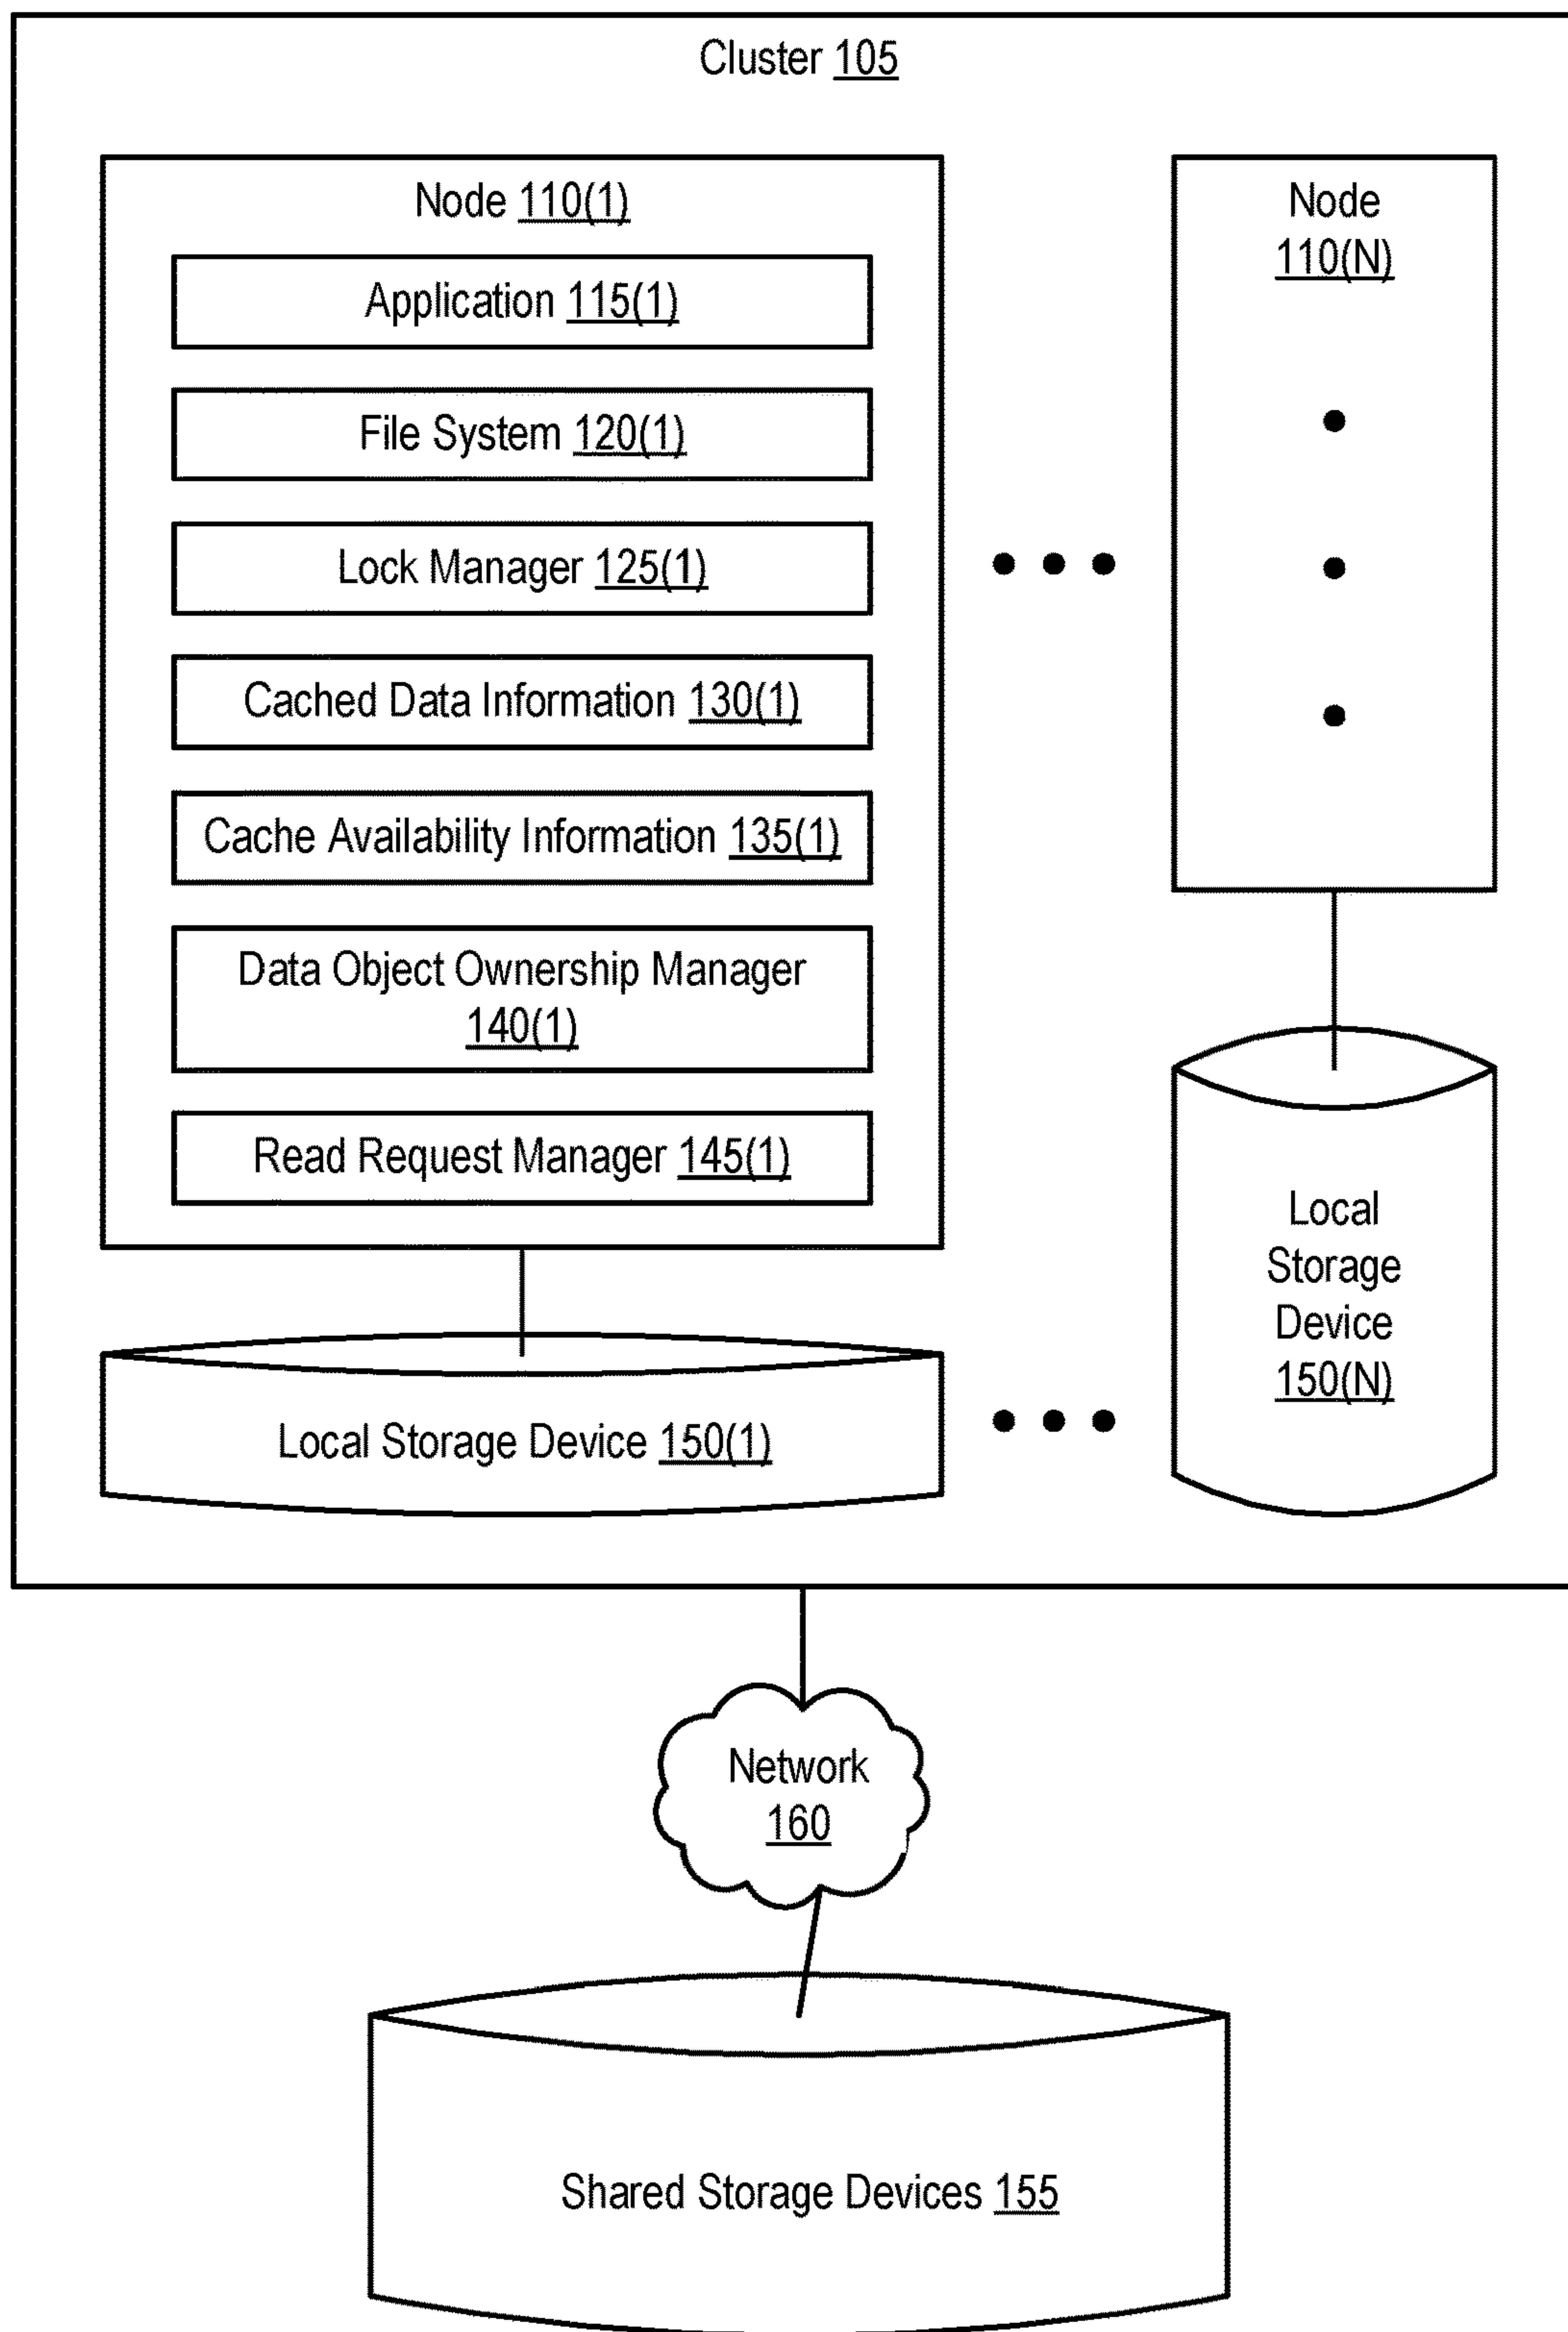 Cluster 105
Node 110(1)
Application 115(1)
File System 120(1)
Lock Manager 125(1)
Cached Data Information 130(1)
Cache Availability Information 135(1)
Data Object Ownership Manager
140(1)
Read Request Manager 145(1)
Local Storage Device 150(1)
Node
110(N)
Local
Storage
Device
150(N)
Network
160
Shared Storage Devices 155